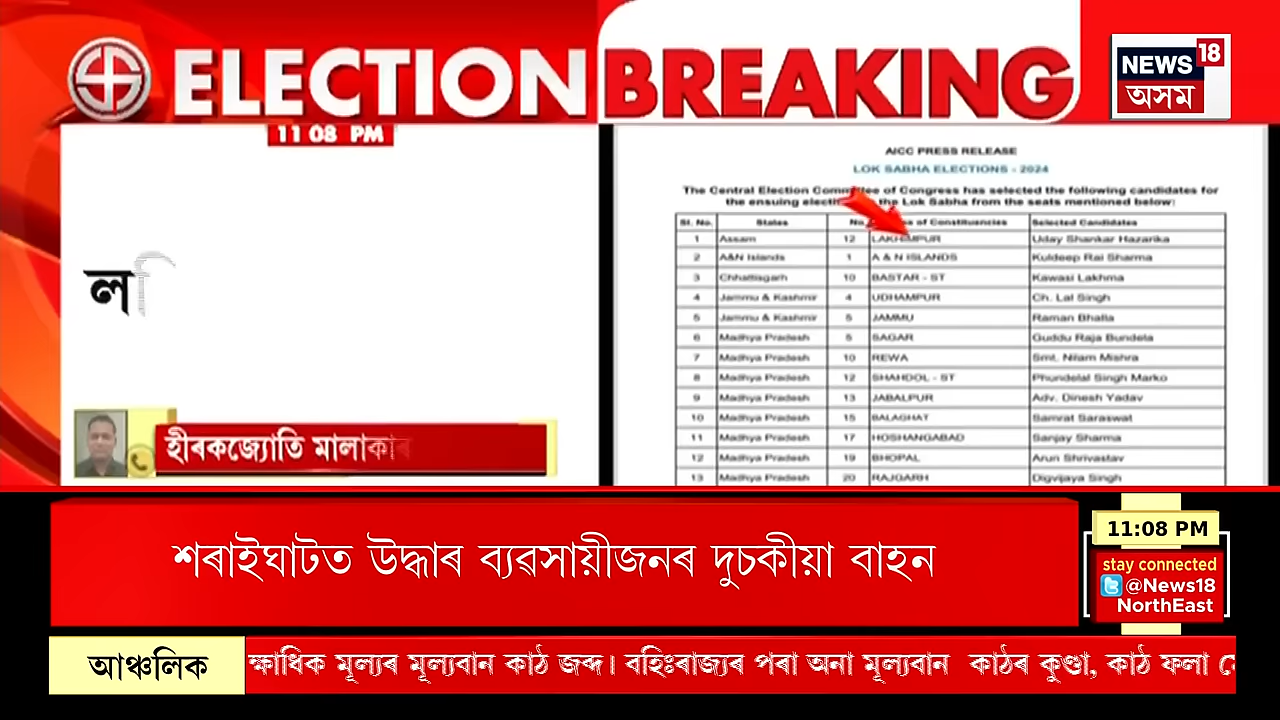 ELECTION BREAKING
NEWS 18
অসম
11 08 PM
ল
হীৰকজ্যোতি মালাকাৰ
AICC PRESS RELEASE
LOK SABHA ELECTIONS - 2024
The Central Election of Congress has selected the following candidates for
the ensuing the Lok Sabha from the seats mentioned below:
Sl. No. States No. of Constituencies Selected Candidates
1 Assam 12 LAKHIMPUR Uday Shankar Hazarika
2 A&N Islands 1 A & N ISLANDS Kuldeep Rai Sharma
3 Chhattisgarh 10 BASTAR - ST Kawasi Lakhma
4 Jammu & Kashmir 4 UDHAMPUR Ch. Lal Singh
5 Jammu & Kashmir 5 JAMMU Raman Bhalla
6 Madhya Pradesh 5 SAGAR Guddu Raja Bundela
7 Madhya Pradesh 10 REWA Smt. Nilam Mishra
8 Madhya Pradesh 12 SHAHDOL - ST Phundelal Singh Marko
9 Madhya Pradesh 13 JABALPUR Adv. Dinesh Yadav
10 Madhya Pradesh 15 BALAGHAT Samrat Saraswat
11 Madhya Pradesh 17 HOSHANGABAD Sanjay Sharma
12 Madhya Pradesh 19 BHOPAL Arun Shrivastav
13 Madhya Pradesh 20 RAJGARH Digvijaya Singh
শৰাইঘাটত উদ্ধাৰ ব্যৱসায়ীজনৰ দুচকীয়া বাহন
11:08 PM
stay connected
@News18
NorthEast
আঞ্চলিক
ক্ষাধিক মূল্যৰ মূল্যবান কাঠ জব্দ। বহিঃৰাজ্যৰ পৰা অনা মূল্যবান কাঠৰ কুণ্ডা, কাঠ ফলা